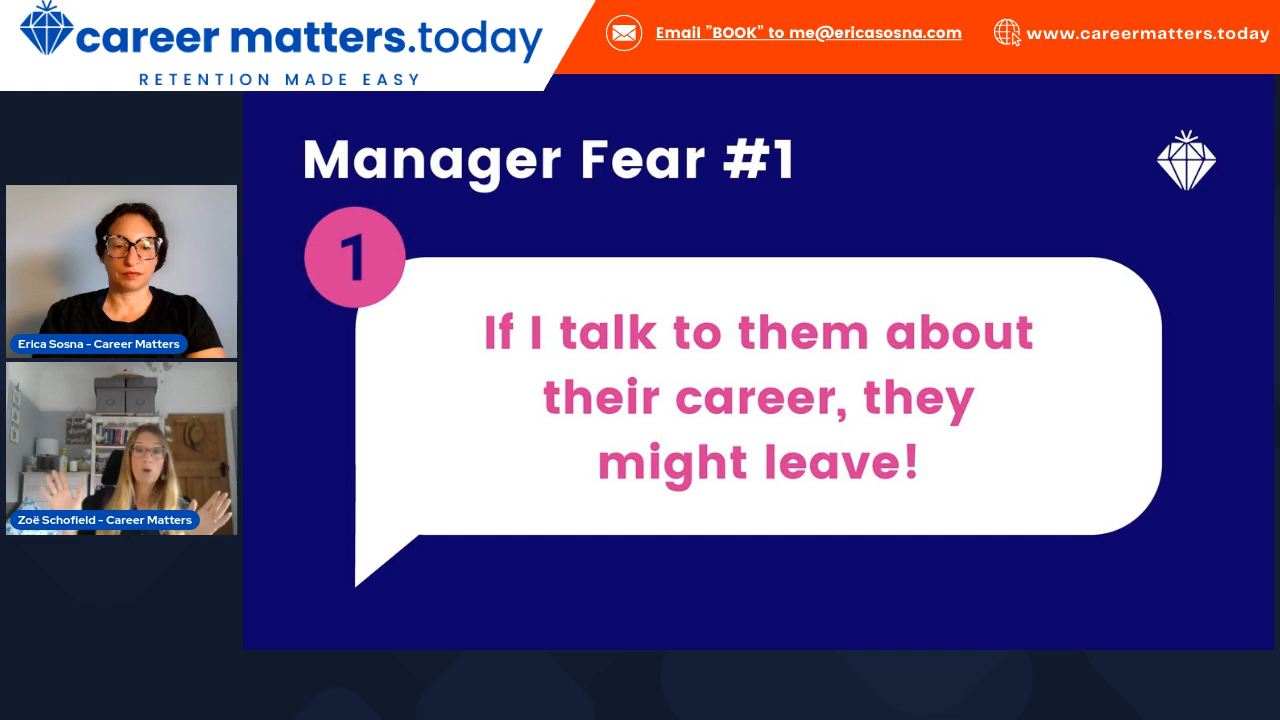 career matters.today
RETENTION MADE EASY
Email "BOOK" to me@ericasosna.com
www.careermatters.today
Manager Fear #1
1
If I talk to them about
their career, they
might leave!
Erica Sosna - Career Matters
Zoë Schofield - Career Matters